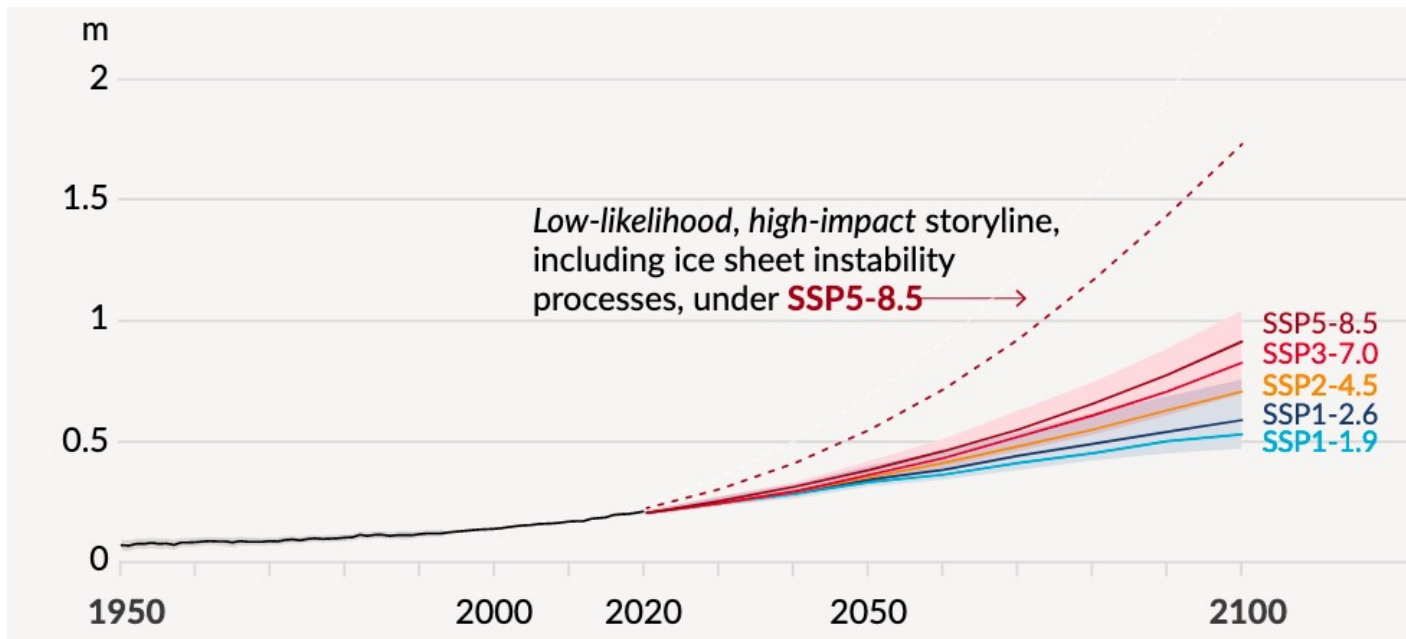 m
2
1.5
Low-likelihood, high-impact storyline,
including ice sheet instability
processes, under SSP5-8.5
1
SSP5-8.5
SSP3-7.0
SSP2-4.5
SSP1-2.6
SSP1-1.9
0.5
0
1950 2000 2020 2050 2100